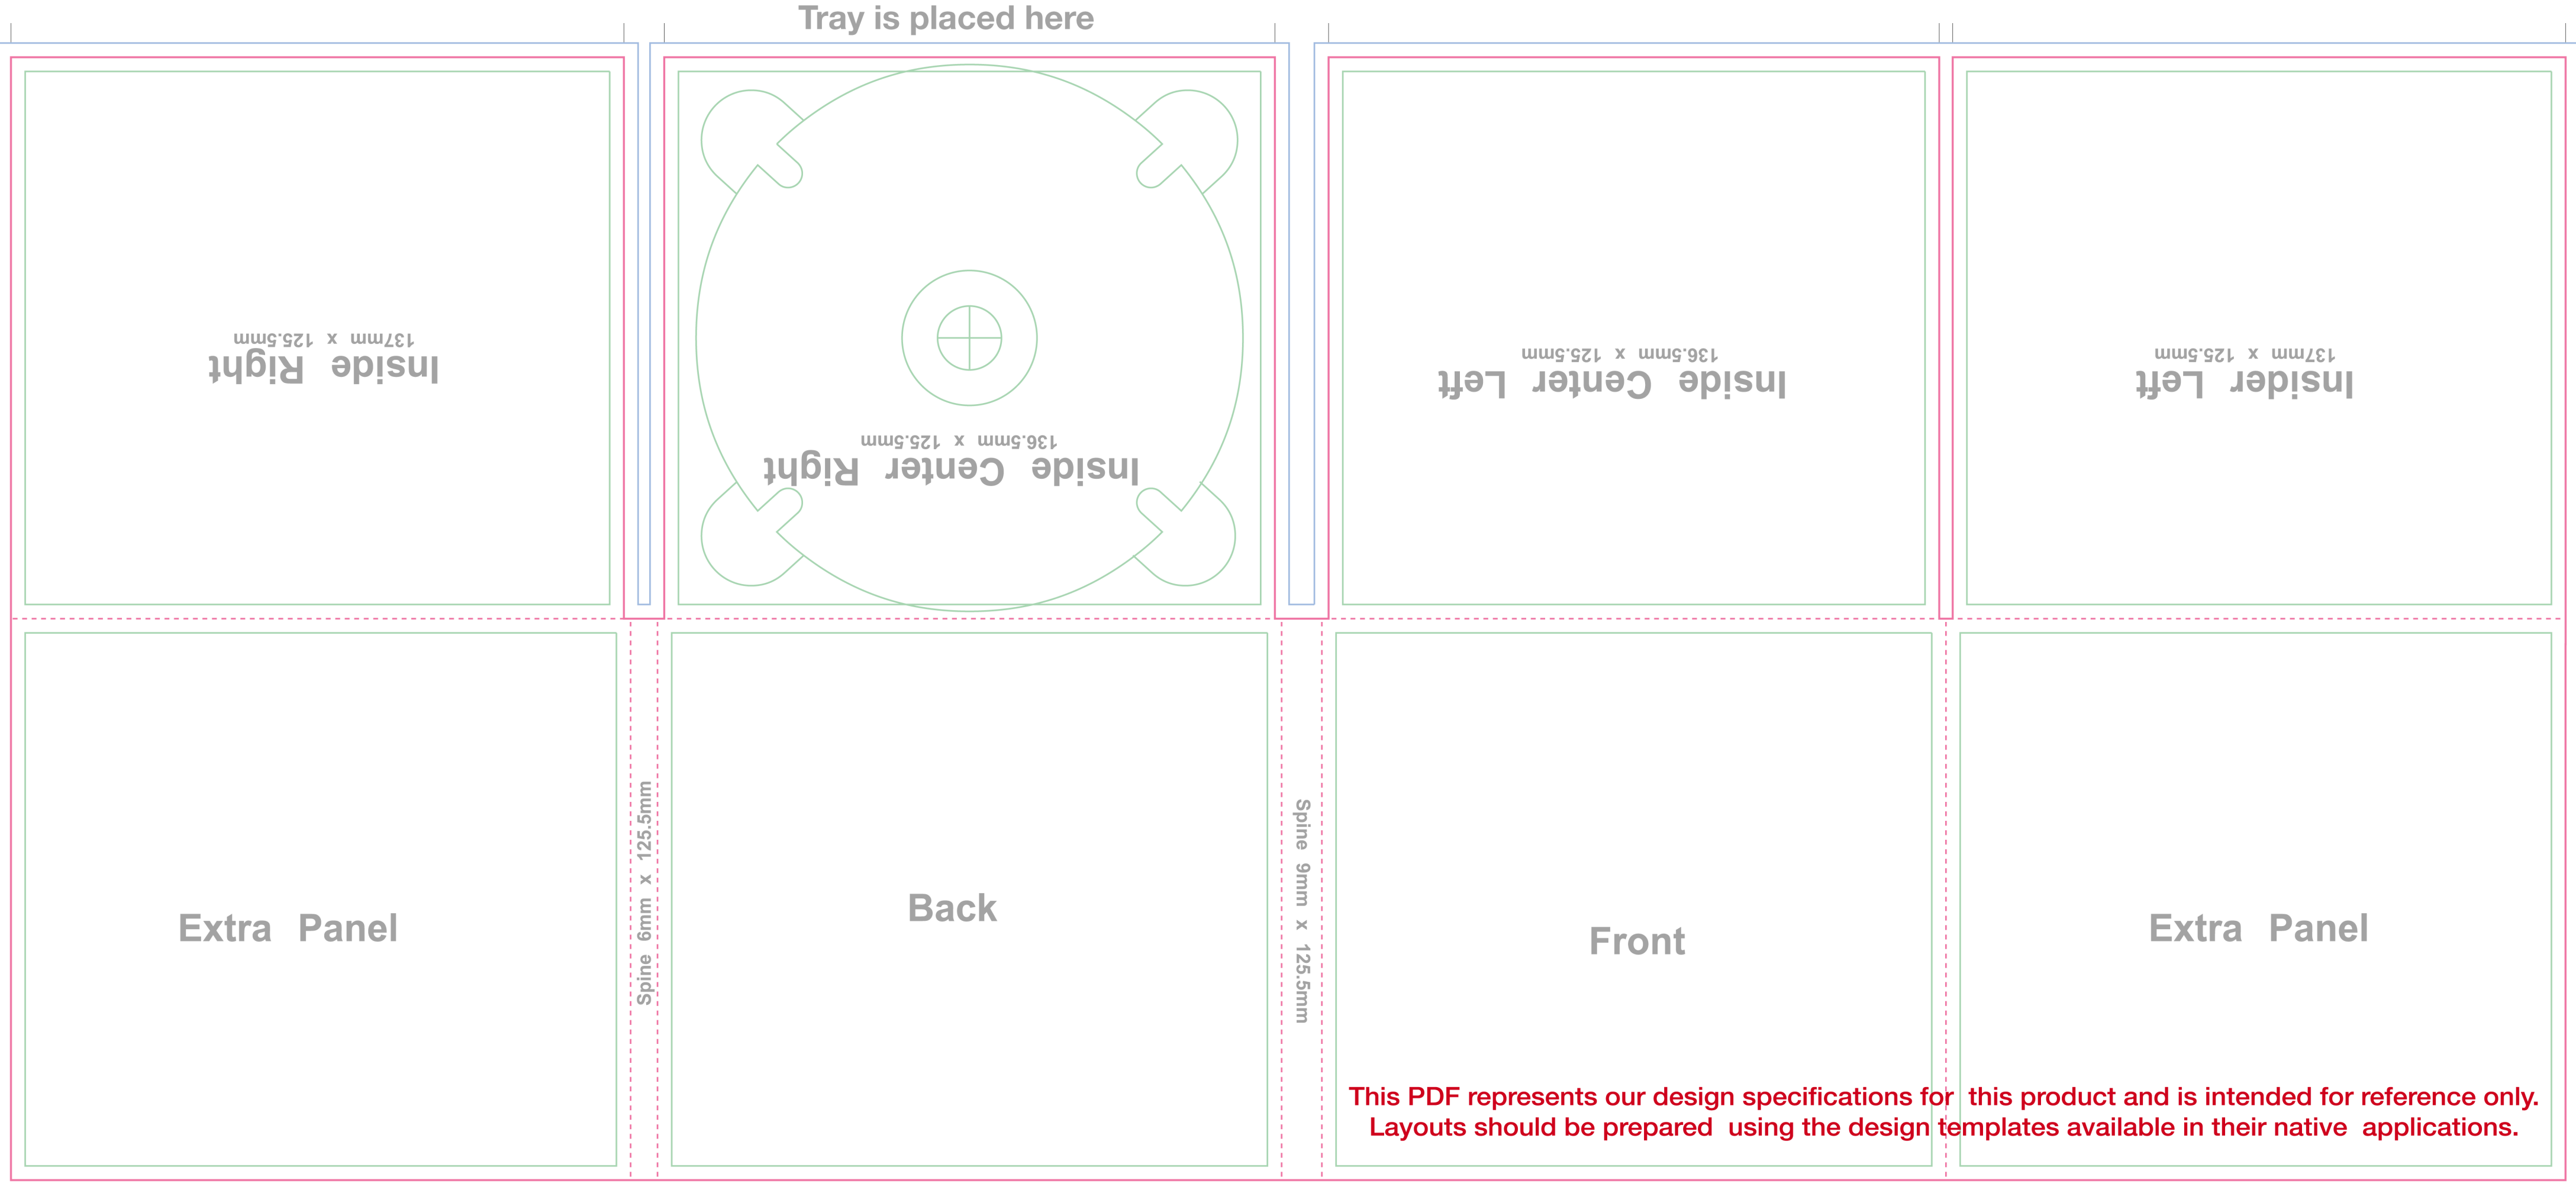 Tray is placed here
137mm x 125.5mm
Inside Right
136.5mm x 125.5mm
Inside Center Right
136.5mm x 125.5mm
Inside Center Left
137mm x 125.5mm
Insider Left
Extra Panel
Spine 6mm x 125.5mm
Back
Spine 9mm x 125.5mm
Front
Extra Panel
This PDF represents our design specifications for this product and is intended for reference only.
Layouts should be prepared using the design templates available in their native applications.